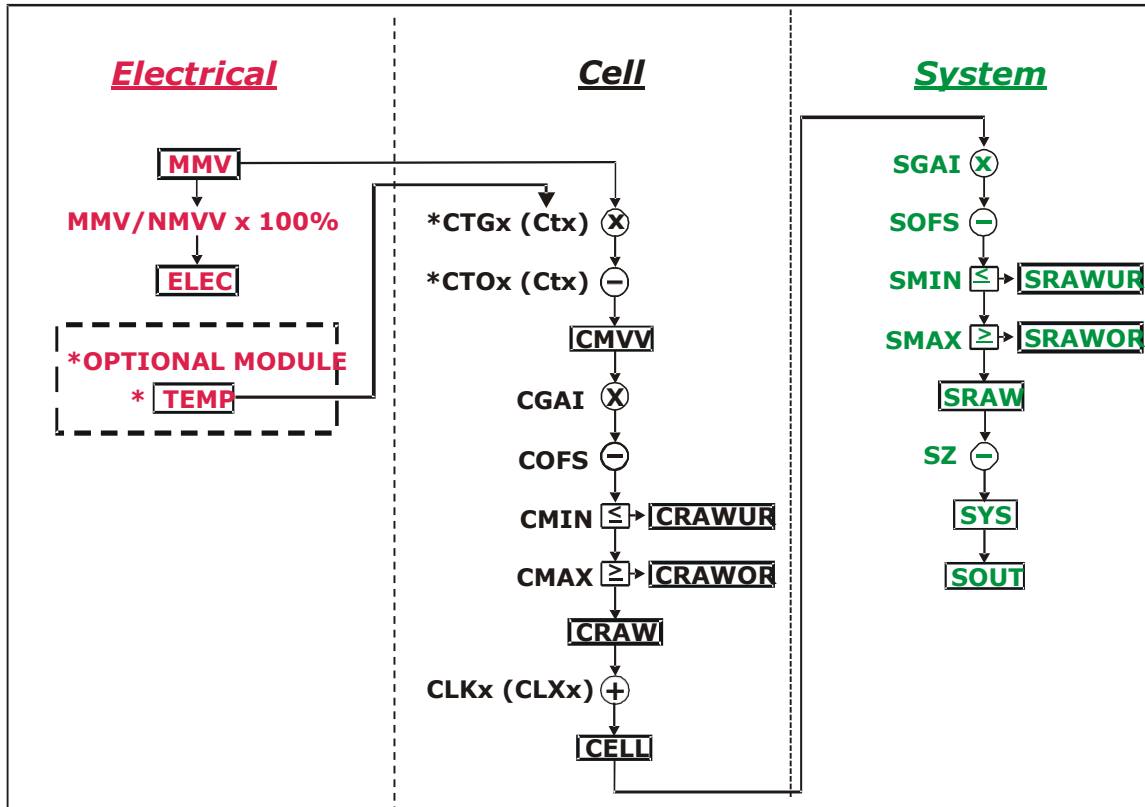 Electrical
MMV
MMV/NMVV x 100%
ELEC
*OPTIONAL MODULE
* TEMP
Cell
*CTGx (Ctx) X
*CTOx (Ctx) −
CMVV
CGAI X
COFS −
CMIN ≤ CRAWUR
CMAX ≥ CRAWOR
CRAW
CLKx (CLXx) +
CELL
System
SGAI x
SOFS −
SMIN ≤ SRAWUR
SMAX ≥ SRAWOR
SRAW
SZ −
SYS
SOUT